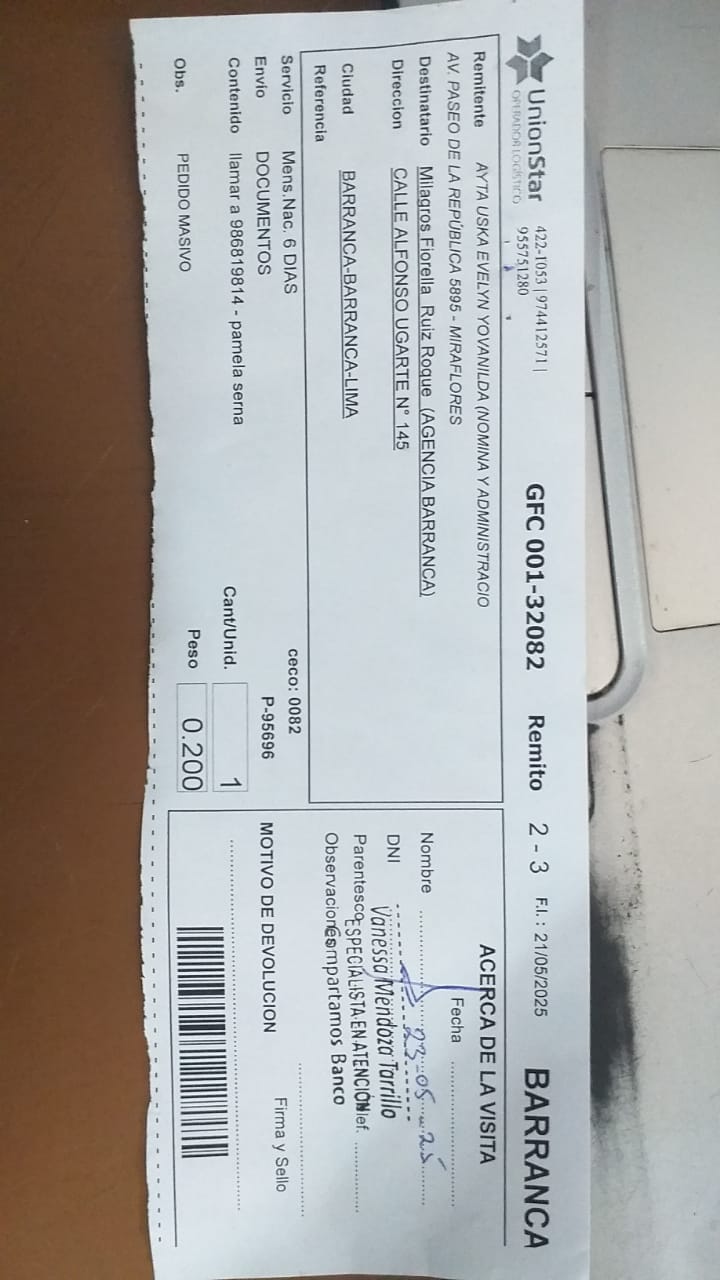 UnionStar
OPERADOR LOGÍSTICO
422-1053 | 974412571 |
955751280
GFC 001-32082 Remito 2 - 3 F.I. : 21/05/2025 BARRANCA
Remitente AYTA USKA EVELYN YOVANILDA (NOMINA Y ADMINISTRACIO
AV. PASEO DE LA REPÚBLICA 5895 - MIRAFLORES
Destinatario Milagros Fiorella Ruiz Roque (AGENCIA BARRANCA)
Direccion CALLE ALFONSO UGARTE N° 145
Ciudad BARRANCA-BARRANCA-LIMA
Referencia
Servicio Mens.Nac. 6 DIAS ceco: 0082
Envio DOCUMENTOS P-95696
Contenido llamar a 986819814 - pamela serna Cant/Unid. 1
Obs. PEDIDO MASIVO Peso 0.200
ACERCA DE LA VISITA
Fecha
Nombre 23-05-25
DNI Vanessa Mendoza Tarrillo
Parentesco ESPECIALISTA EN ATENCIÓN lef.
Observaciones Compartamos Banco
Firma y Sello
MOTIVO DE DEVOLUCION